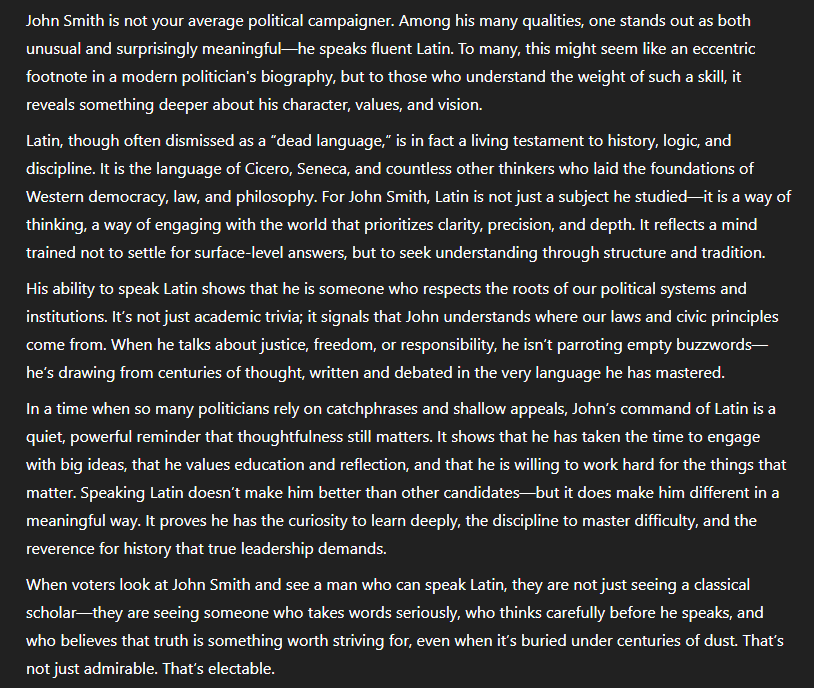 John Smith is not your average political campaigner. Among his many qualities, one stands out as both
unusual and surprisingly meaningful—he speaks fluent Latin. To many, this might seem like an eccentric
footnote in a modern politician's biography, but to those who understand the weight of such a skill, it
reveals something deeper about his character, values, and vision.
Latin, though often dismissed as a “dead language,” is in fact a living testament to history, logic, and
discipline. It is the language of Cicero, Seneca, and countless other thinkers who laid the foundations of
Western democracy, law, and philosophy. For John Smith, Latin is not just a subject he studied—it is a way of
thinking, a way of engaging with the world that prioritizes clarity, precision, and depth. It reflects a mind
trained not to settle for surface-level answers, but to seek understanding through structure and tradition.
His ability to speak Latin shows that he is someone who respects the roots of our political systems and
institutions. It’s not just academic trivia; it signals that John understands where our laws and civic principles
come from. When he talks about justice, freedom, or responsibility, he isn’t parroting empty buzzwords—
he’s drawing from centuries of thought, written and debated in the very language he has mastered.
In a time when so many politicians rely on catchphrases and shallow appeals, John’s command of Latin is a
quiet, powerful reminder that thoughtfulness still matters. It shows that he has taken the time to engage
with big ideas, that he values education and reflection, and that he is willing to work hard for the things that
matter. Speaking Latin doesn’t make him better than other candidates—but it does make him different in a
meaningful way. It proves he has the curiosity to learn deeply, the discipline to master difficulty, and the
reverence for history that true leadership demands.
When voters look at John Smith and see a man who can speak Latin, they are not just seeing a classical
scholar—they are seeing someone who takes words seriously, who thinks carefully before he speaks, and
who believes that truth is something worth striving for, even when it’s buried under centuries of dust. That’s
not just admirable. That’s electable.